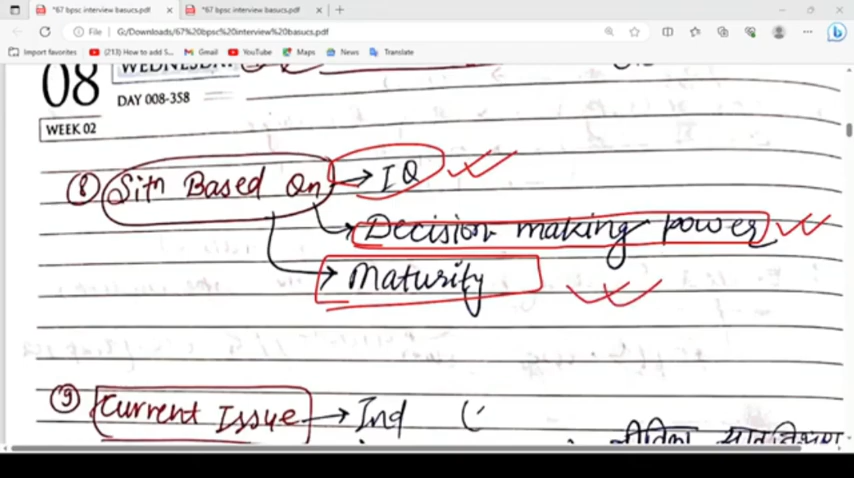 *67 bpsc interview basucs.pdf
*67 bpsc interview basucs.pdf
File | G:/Downloads/67%20bpsc%20interview%20basucs.pdf
Import favorites (213) How to add S... Gmail YouTube Maps News Translate
08 WEDNESDAY
DAY 008-358
WEEK 02
⑧ Sitn Based Qn → IQ
→ Decision making power
→ Maturity
⑨ Current Issue → Ind (